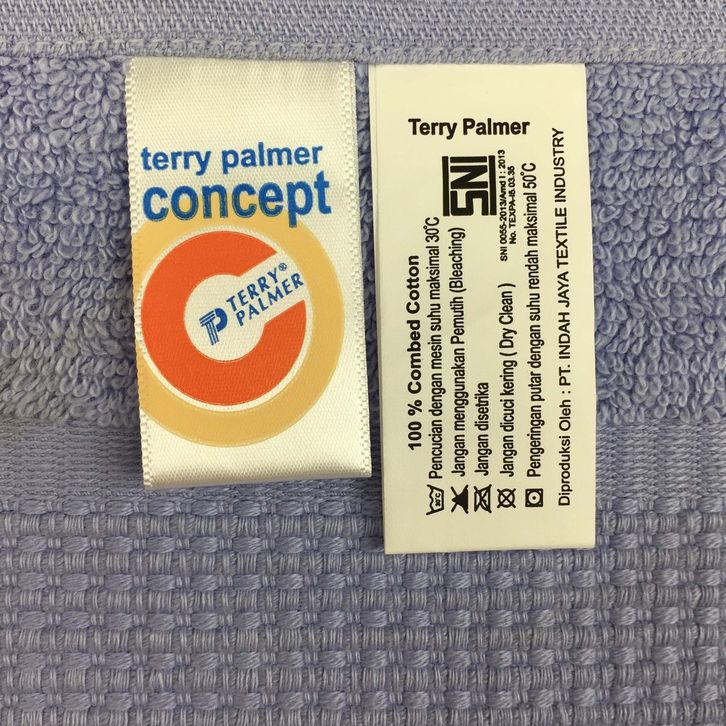 terry palmer
concept
TERRY®
PALMER
Terry Palmer
SNI
SNI 0055-2013/Amd I : 2013
No. TEXPA-I5.03.35
100 % Combed Cotton
30°C Pencucian dengan mesin suhu maksimal 30°C
Jangan menggunakan Pemutih (Bleaching)
Jangan disetrika
Jangan dicuci kering ( Dry Clean )
Pengeringan putar dengan suhu rendah maksimal 50°C
Diproduksi Oleh : PT. INDAH JAYA TEXTILE INDUSTRY